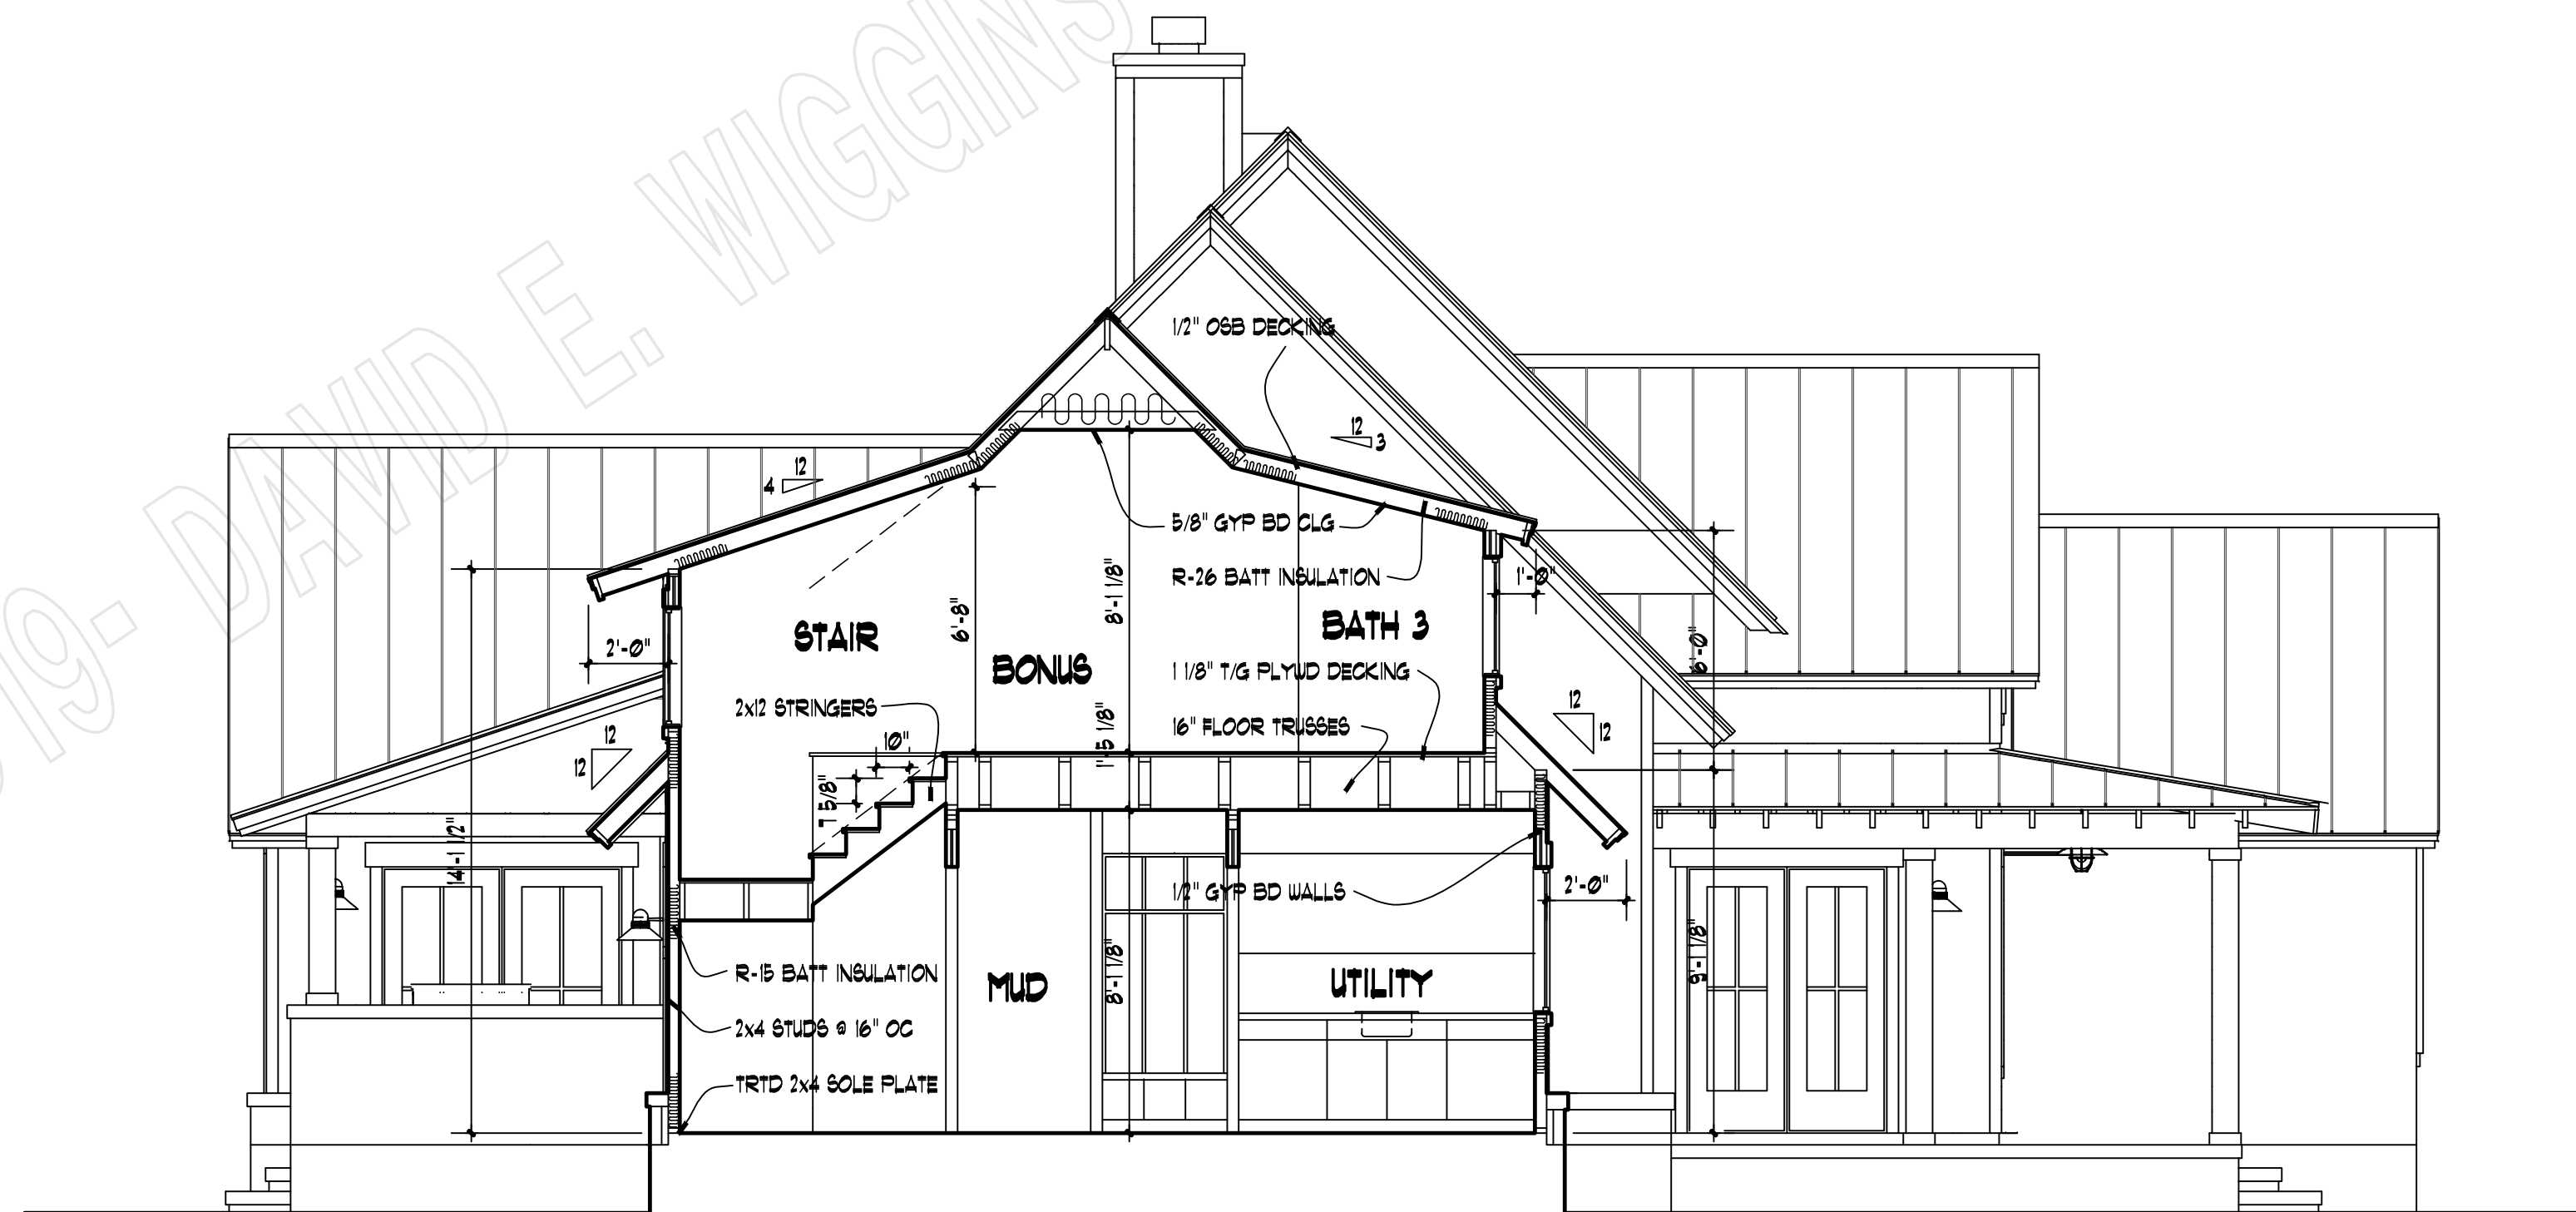 19- DAVID E. WIGGINS
1/2" OSB DECKING
12
3
12
4
5/8" GYP BD CLG
R-26 BATT INSULATION
1'-0"
8'-1 1/8"
6'-8"
STAIR
BATH 3
2'-0"
BONUS
6'-0"
1 1/8" T/G PLYWD DECKING
2x12 STRINGERS
16" FLOOR TRUSSES
12
12
12
12
10"
1'-5 1/8"
7 5/8"
14'-1 1/2"
1/2" GYP BD WALLS
2'-0"
R-15 BATT INSULATION
MUD
8'-1 1/8"
UTILITY
9'-1 1/8"
2x4 STUDS @ 16" OC
TRTD 2x4 SOLE PLATE